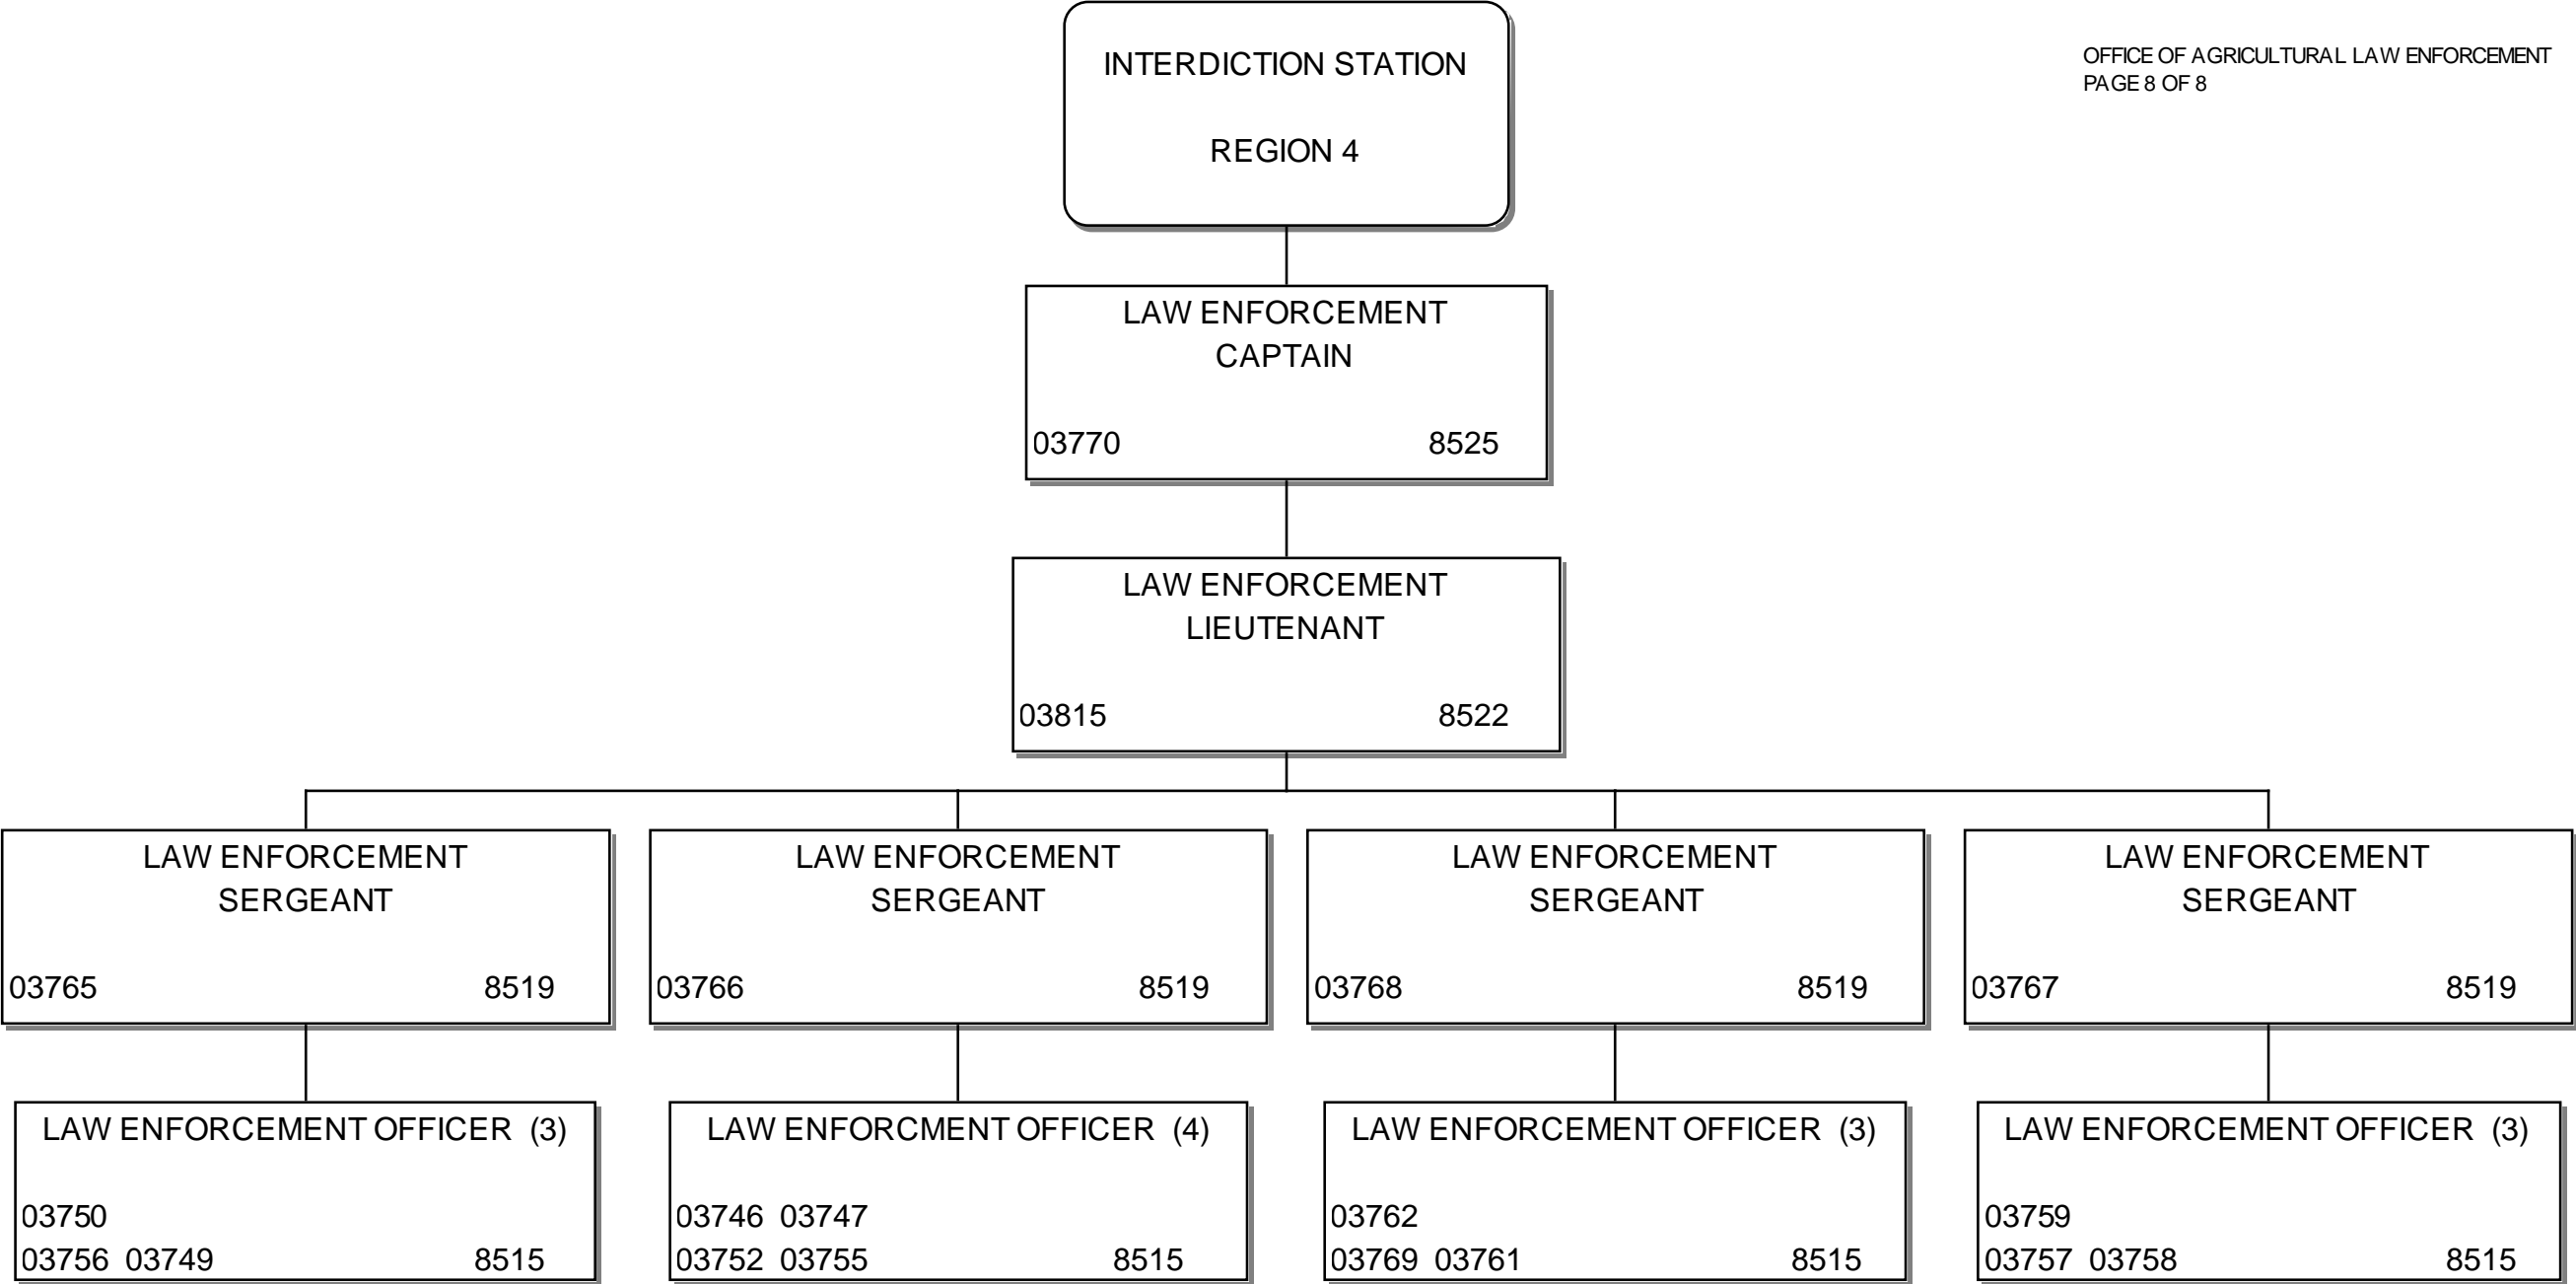 INTERDICTION STATION
REGION 4
OFFICE OF AGRICULTURAL LAW ENFORCEMENT
PAGE 8 OF 8
LAW ENFORCEMENT
CAPTAIN
03770 8525
LAW ENFORCEMENT
LIEUTENANT
03815 8522
LAW ENFORCEMENT
SERGEANT
03765 8519
LAW ENFORCEMENT
SERGEANT
03766 8519
LAW ENFORCEMENT
SERGEANT
03768 8519
LAW ENFORCEMENT
SERGEANT
03767 8519
LAW ENFORCEMENT OFFICER (3)
03750
03756 03749 8515
LAW ENFORCMENT OFFICER (4)
03746 03747
03752 03755 8515
LAW ENFORCEMENT OFFICER (3)
03762
03769 03761 8515
LAW ENFORCEMENT OFFICER (3)
03759
03757 03758 8515